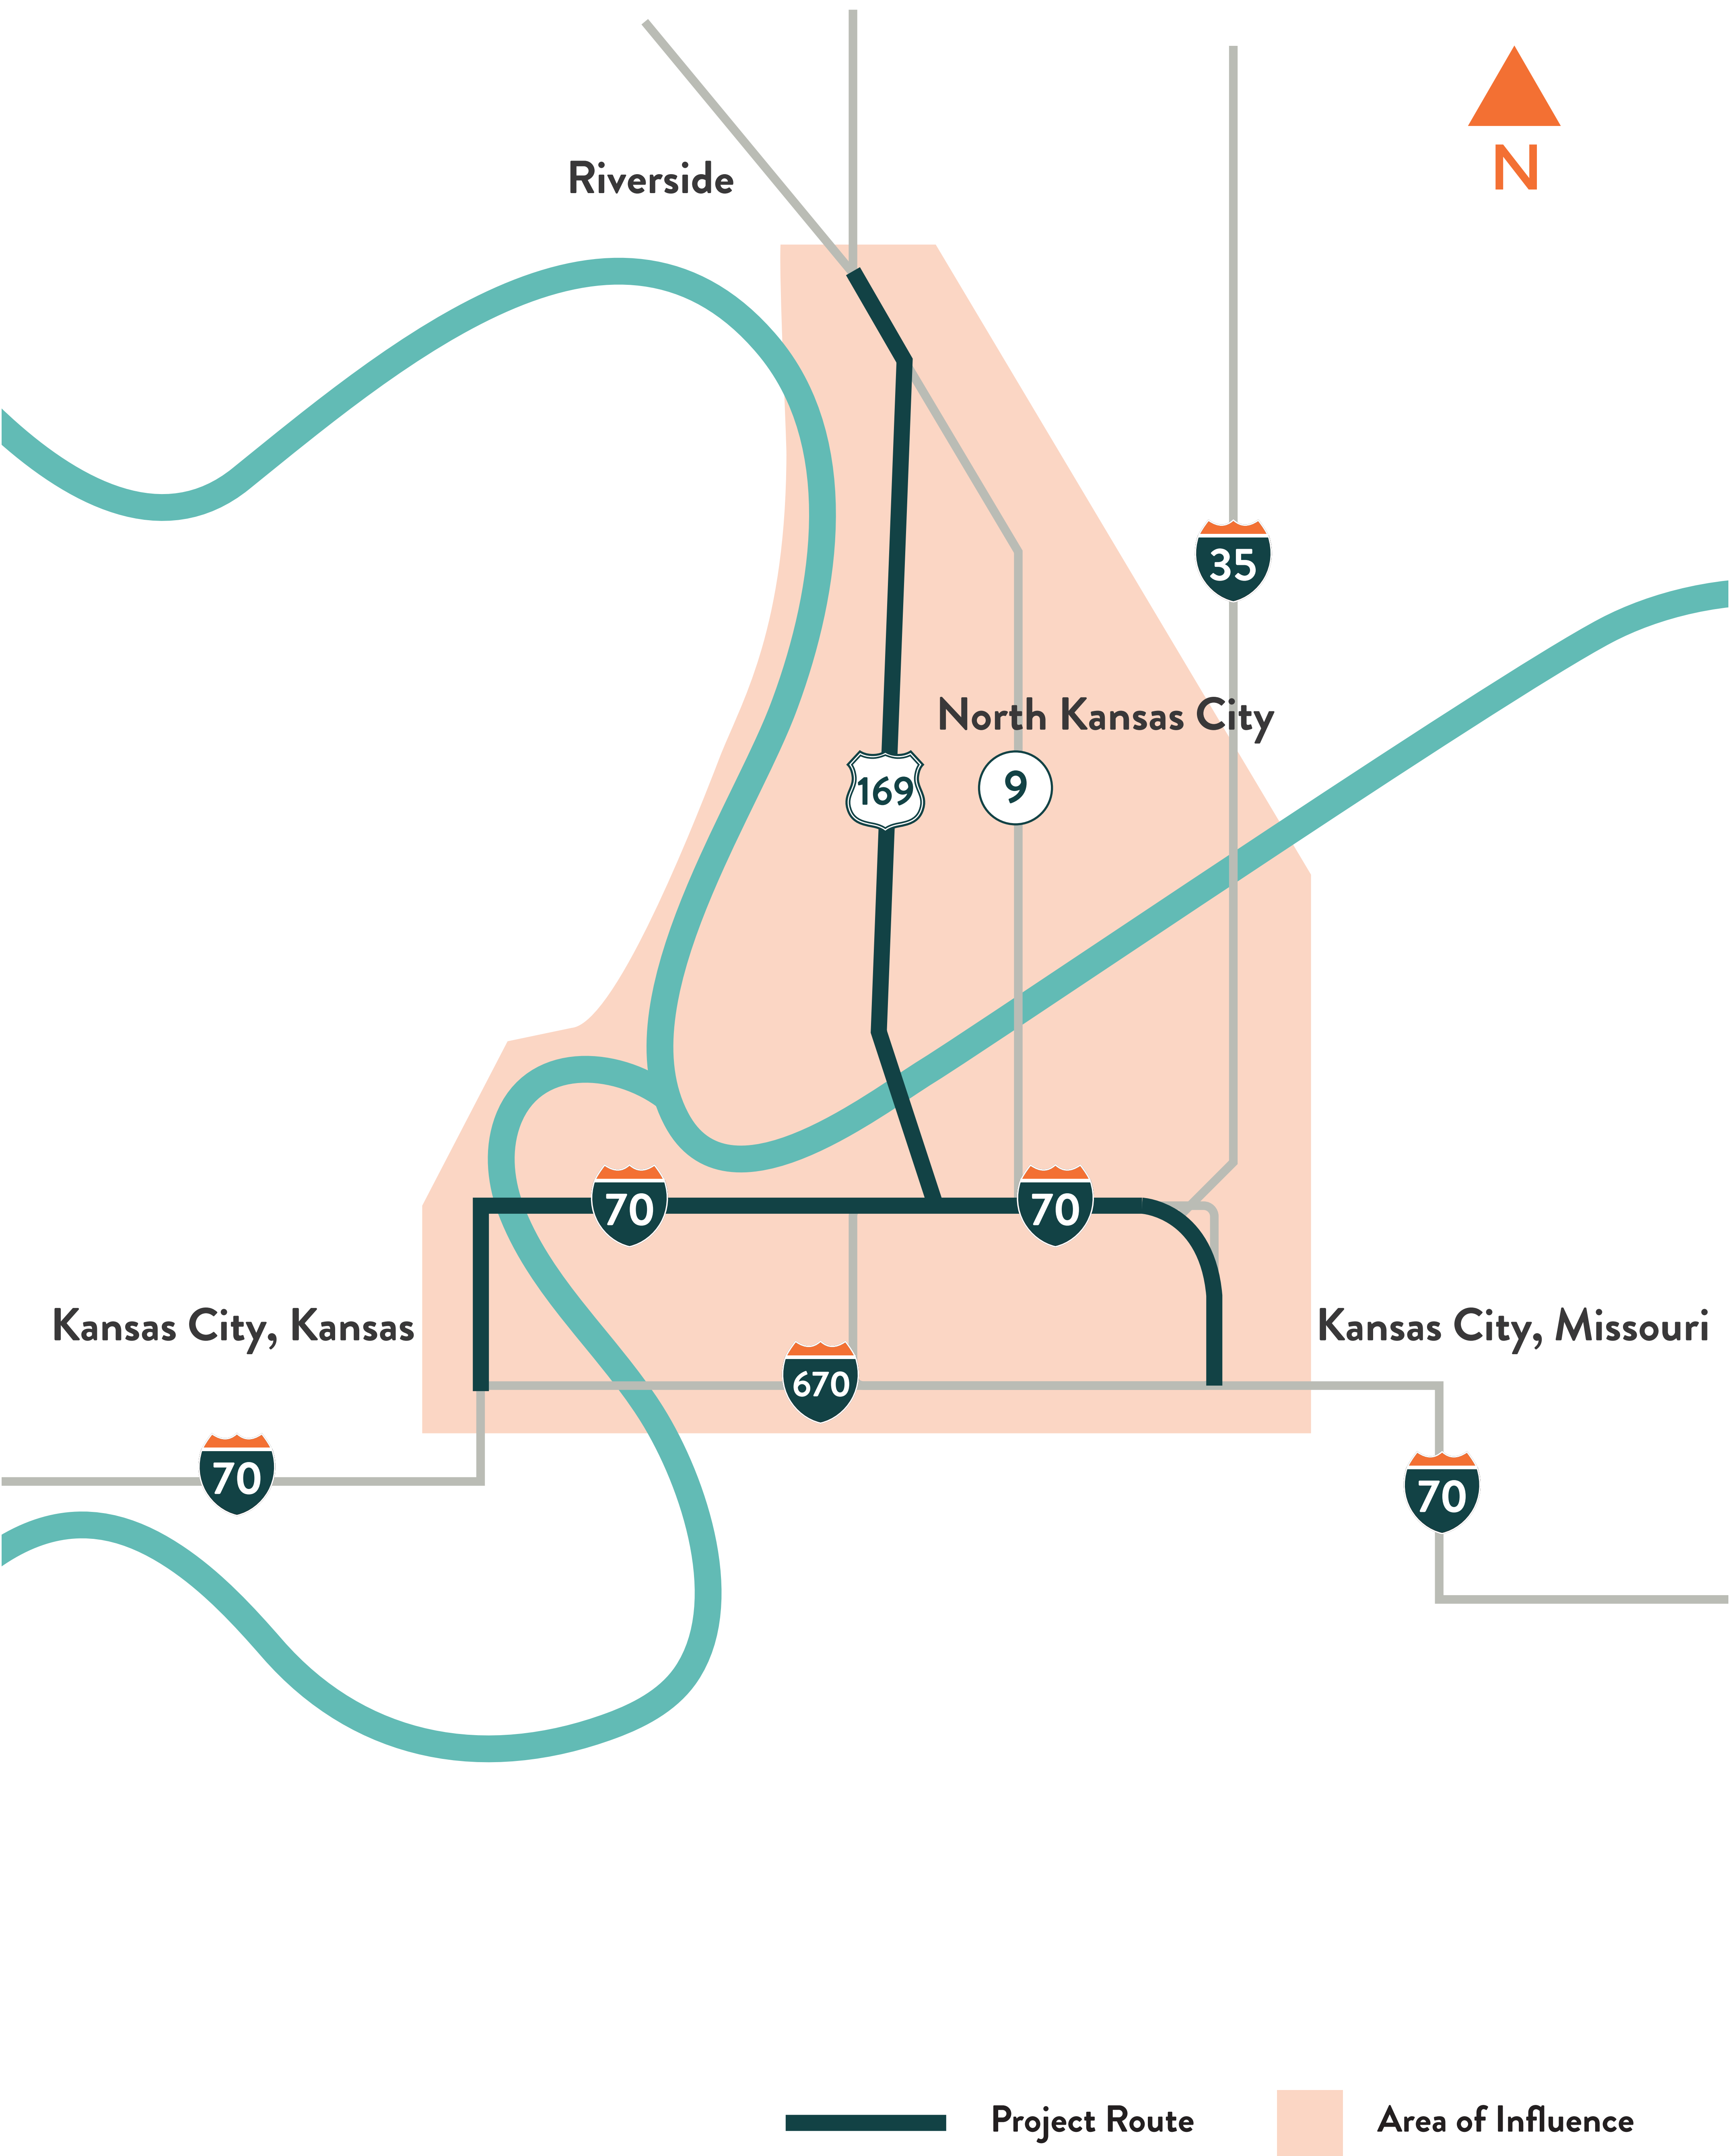 N
Riverside
35
North Kansas City
169
9
70
70
Kansas City, Kansas
Kansas City, Missouri
670
70
70
Project Route
Area of Influence